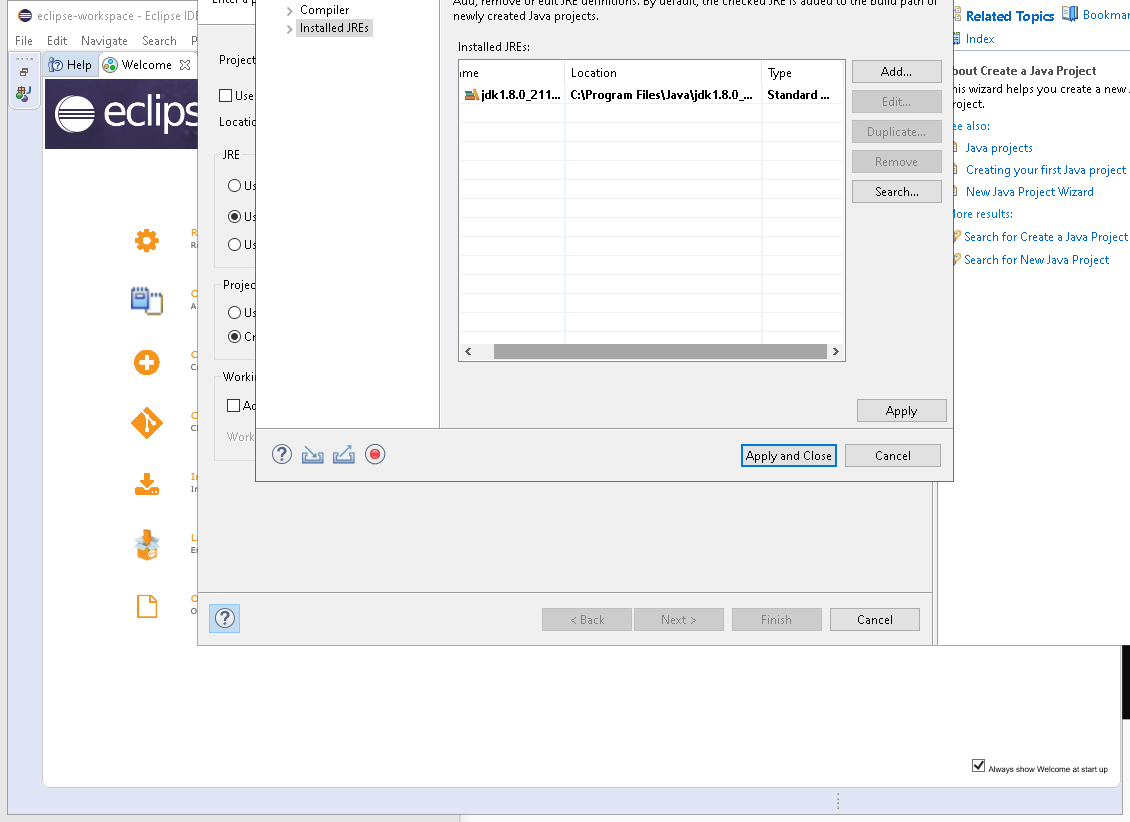 eclipse-workspace - Eclipse IDE
File Edit Navigate Search P
Help
Welcome
eclips
Enter a p
Project
Use
Locatio
JRE
Us
Us
Us
Projec
Us
Cr
Workin
Ad
Work
< Back
Next >
Finish
Cancel
Compiler
Installed JREs
Add, remove or edit JRE definitions. By default, the checked JRE is added to the build path of
newly created Java projects.
Installed JREs:
me Location Type
jdk1.8.0_211... C:\Program Files\Java\jdk1.8.0_... Standard ...
Add...
Edit...
Duplicate...
Remove
Search...
Apply
Apply and Close
Cancel
Related Topics
Bookmar
Index
bout Create a Java Project
his wizard helps you create a new J
roject.
ee also:
Java projects
Creating your first Java project
New Java Project Wizard
lore results:
Search for Create a Java Project
Search for New Java Project
Always show Welcome at start up